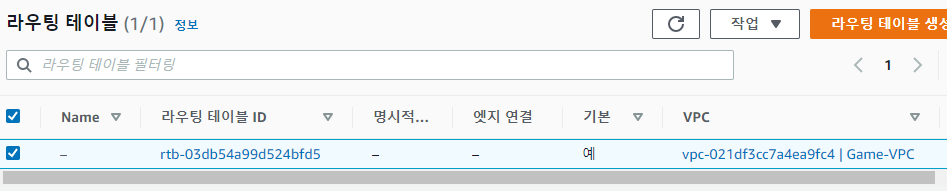 라우팅 테이블 (1/1) 정보
작업
라우팅 테이블 생성
라우팅 테이블 필터링
1
Name 라우팅 테이블 ID 명시적... 엣지 연결 기본 VPC
– rtb-03db54a99d524bfd5 – – 예 vpc-021df3cc7a4ea9fc4 | Game-VPC